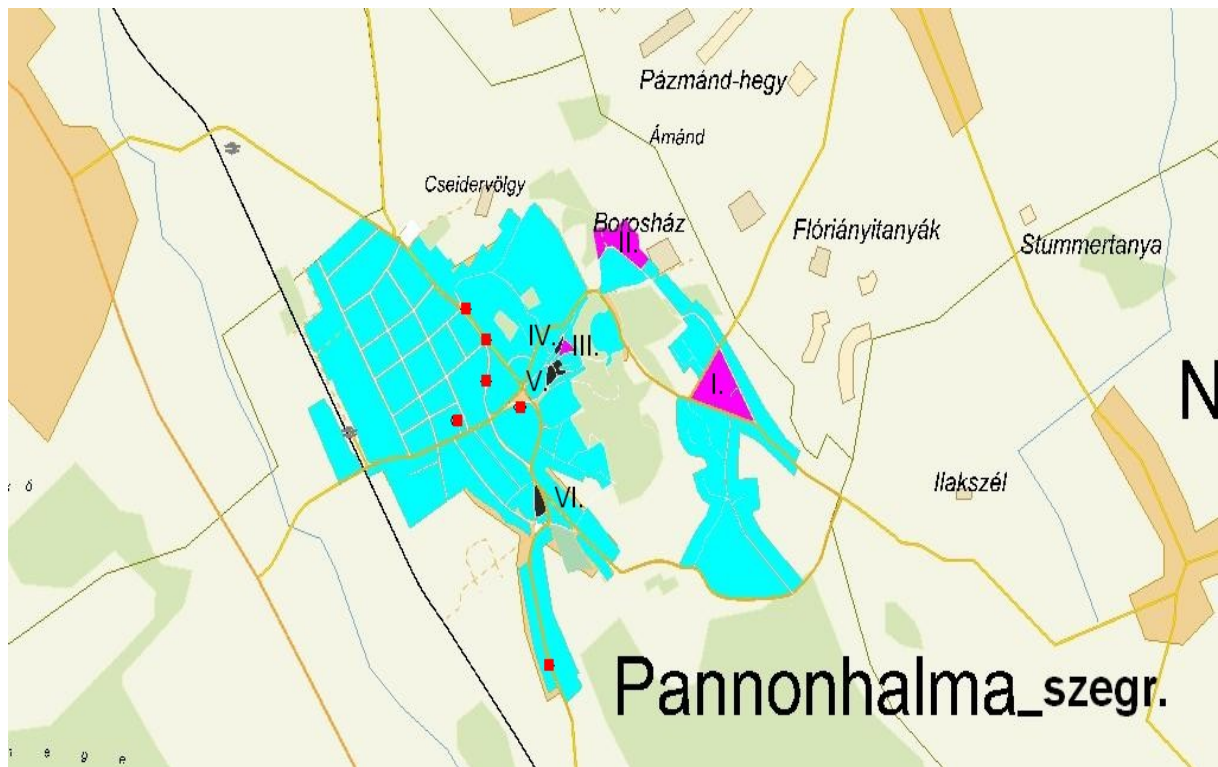 Pázmánd-hegy
Ámánd
Cseidervölgy
Borosház
II.
Flóriányitanyák
Stummertanya
IV.
III.
V.
I.
N
Ilakszél
k ő
VI.
Pannonhalma_szegr.
e g e